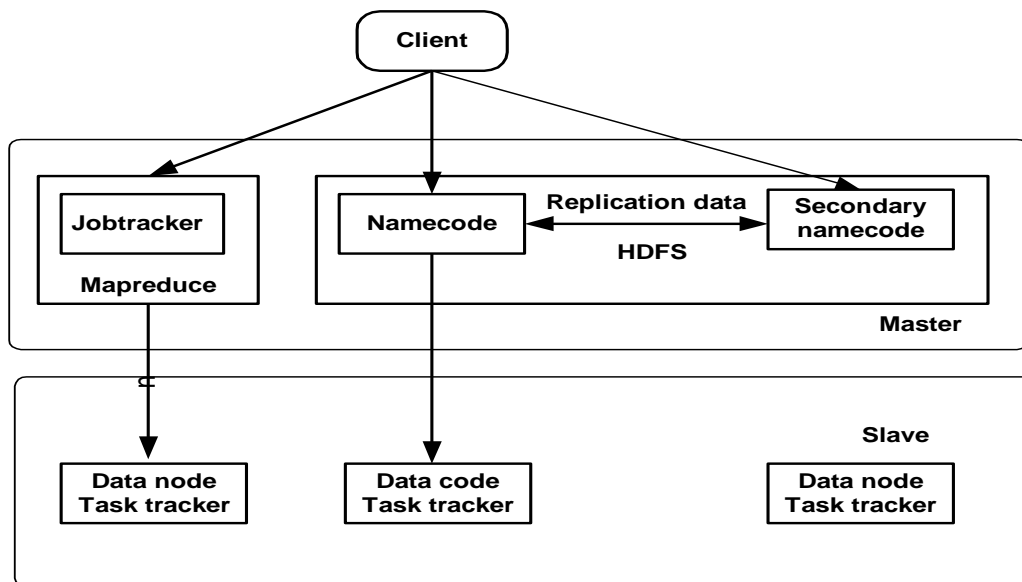 Client
Jobtracker
Mapreduce
Namecode
Replication data
HDFS
Secondary
namecode
Master
Slave
Data node
Task tracker
Data code
Task tracker
Data node
Task tracker